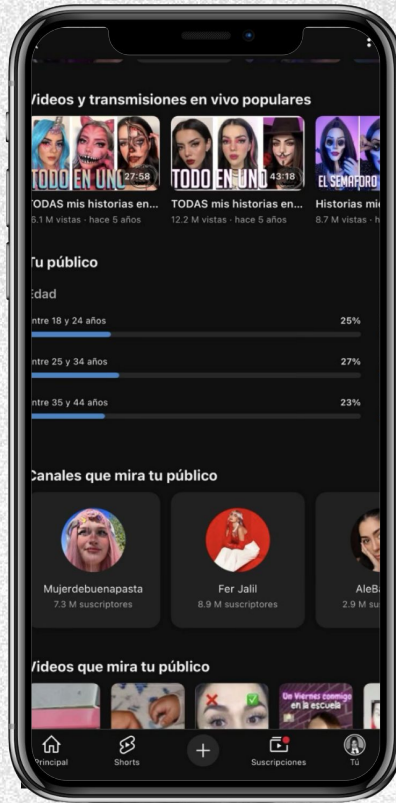 Videos y transmisiones en vivo populares
TODO EN UNO
27:58
TODO EN UNO
43:18
EL SEMAFORO
TODAS mis historias en...
TODAS mis historias en...
Historias mi
6.1 M vistas · hace 5 años
12.2 M vistas · hace 5 años
8.7 M vistas · h
Tu público
Edad
Entre 18 y 24 años
25%
Entre 25 y 34 años
27%
Entre 35 y 44 años
23%
Canales que mira tu público
Mujerdebuenapasta
Fer Jalil
AleBa
7.3 M suscriptores
8.9 M suscriptores
2.9 M su
Videos que mira tu público
Un Viernes conmigo
en la escuela
Principal
Shorts
Suscripciones
Tú